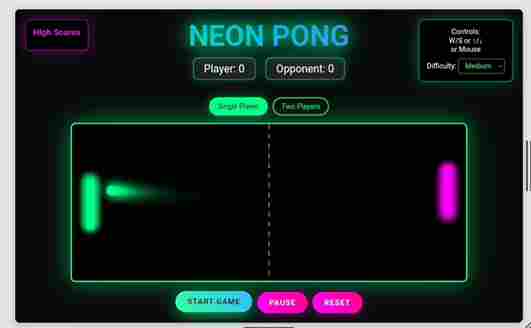 High Scores
NEON PONG
Player: 0
Opponent: 0
Controls:
W/S or ↑/↓
or Mouse
Difficulty: Medium
Single Player
Two Players
START GAME
PAUSE
RESET